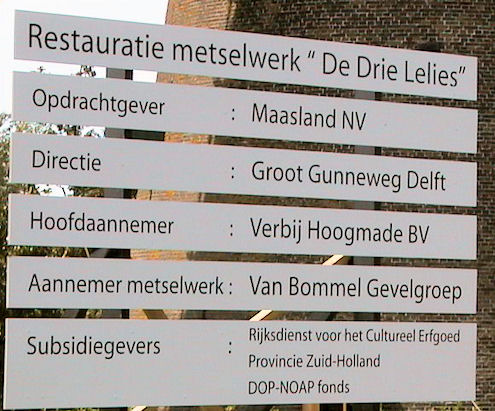 Restauratie metselwerk “ De Drie Lelies”
Opdrachtgever : Maasland NV
Directie : Groot Gunneweg Delft
Hoofdaannemer : Verbij Hoogmade BV
Aannemer metselwerk : Van Bommel Gevelgroep
Subsidiegevers : Rijksdienst voor het Cultureel Erfgoed
Provincie Zuid-Holland
DOP-NOAP fonds